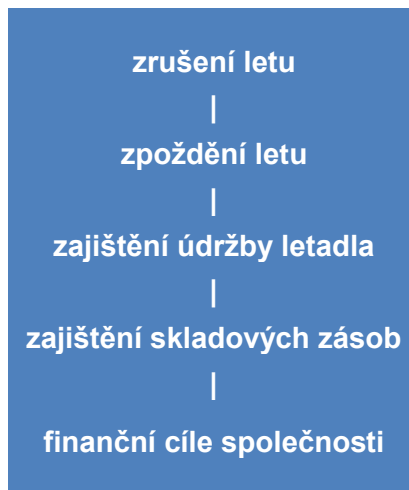 zrušení letu
|
zpoždění letu
|
zajištění údržby letadla
|
zajištění skladových zásob
|
finanční cíle společnosti